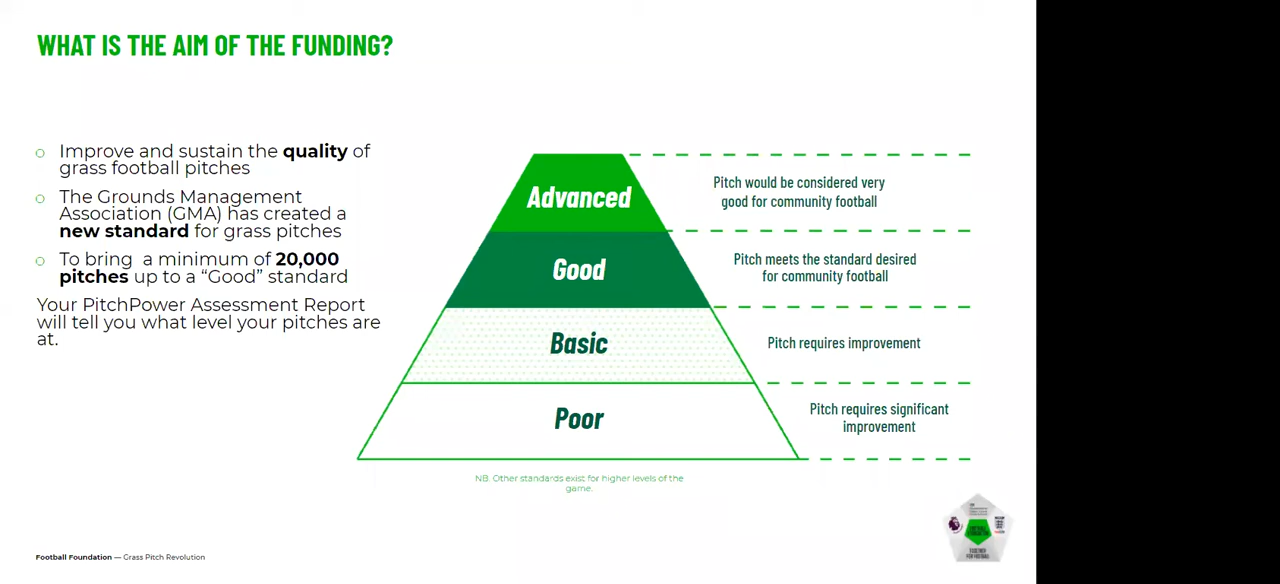 WHAT IS THE AIM OF THE FUNDING?
Improve and sustain the quality of
grass football pitches
The Grounds Management
Association (GMA) has created a
new standard for grass pitches
To bring a minimum of 20,000
pitches up to a “Good” standard
Your PitchPower Assessment Report
will tell you what level your pitches are
at.
Advanced
Pitch would be considered very
good for community football
Good
Pitch meets the standard desired
for community football
Basic
Pitch requires improvement
Poor
Pitch requires significant
improvement
NB. Other standards exist for higher levels of the
game.
TOGETHER
FOR FOOTBALL
Football Foundation — Grass Pitch Revolution